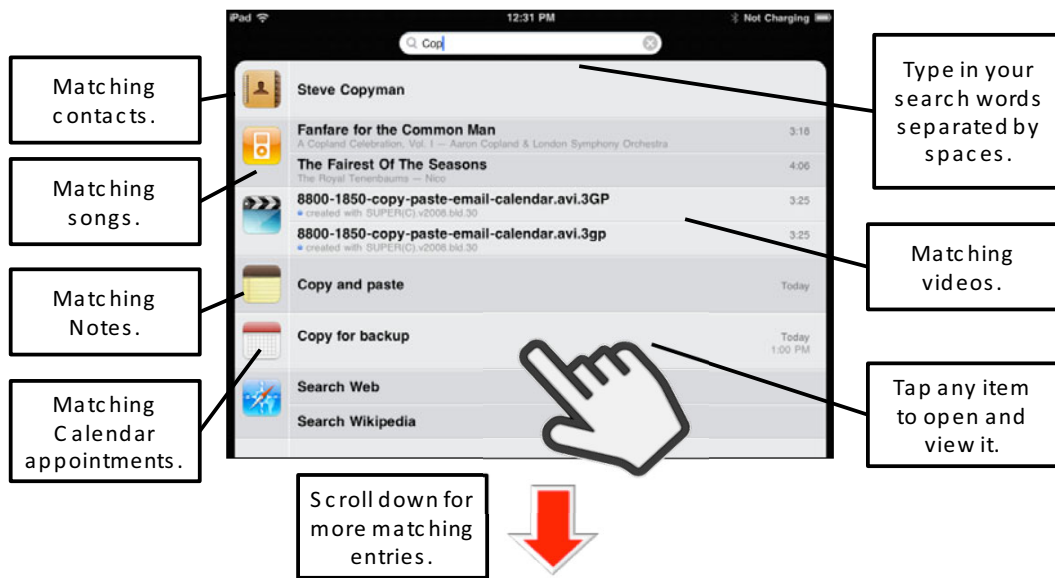 iPad
12:31 PM
Not Charging
Cop
Matching
contacts.
Matching
songs.
Matching
Notes.
Matching
Calendar
appointments.
Steve Copyman
Fanfare for the Common Man 3:18
A Copland Celebration, Vol. I — Aaron Copland & London Symphony Orchestra
The Fairest Of The Seasons 4:06
The Royal Tenenbaums — Nico
8800-1850-copy-paste-email-calendar.avi.3GP 3:25
created with SUPER(C).v2008.bld.30
8800-1850-copy-paste-email-calendar.avi.3gp 3:25
created with SUPER(C).v2008.bld.30
Copy and paste Today
Copy for backup Today
1:00 PM
Search Web
Search Wikipedia
Type in your
search words
separated by
spaces.
Matching
videos.
Tap any item
to open and
view it.
Scroll down for
more matching
entries.